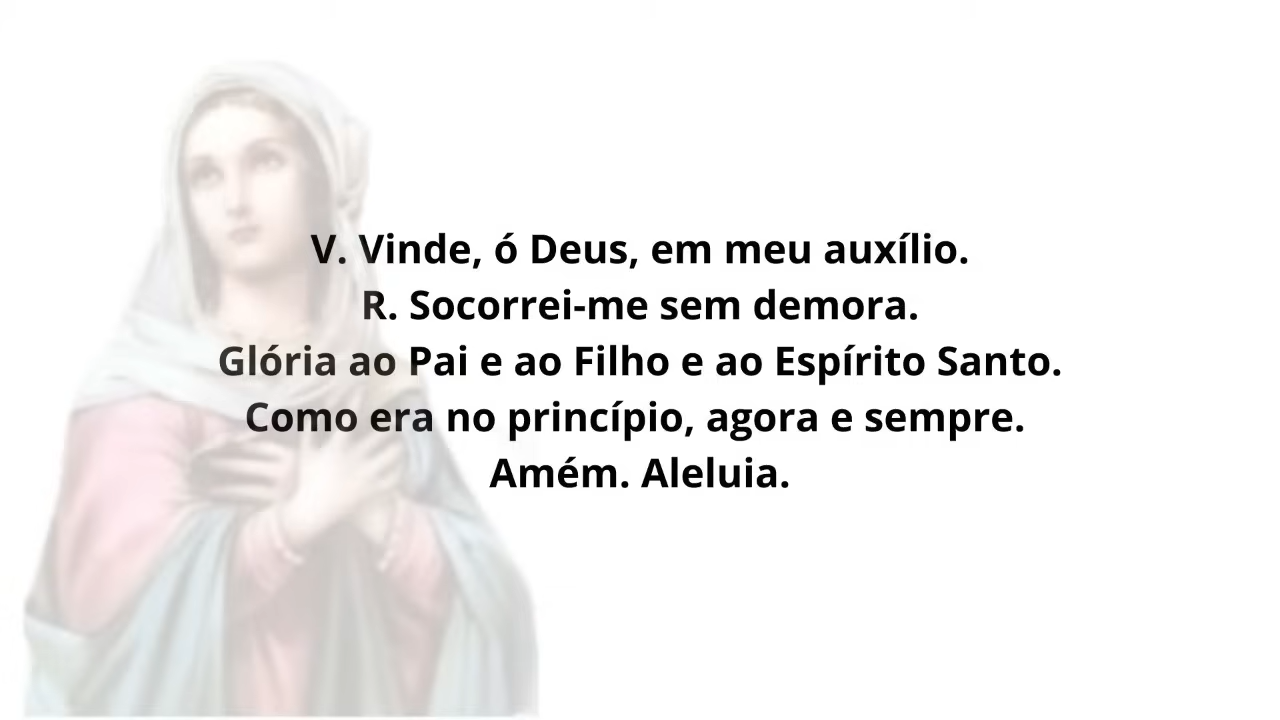 V. Vinde, ó Deus, em meu auxílio.
R. Socorrei-me sem demora.
Glória ao Pai e ao Filho e ao Espírito Santo.
Como era no princípio, agora e sempre.
Amém. Aleluia.